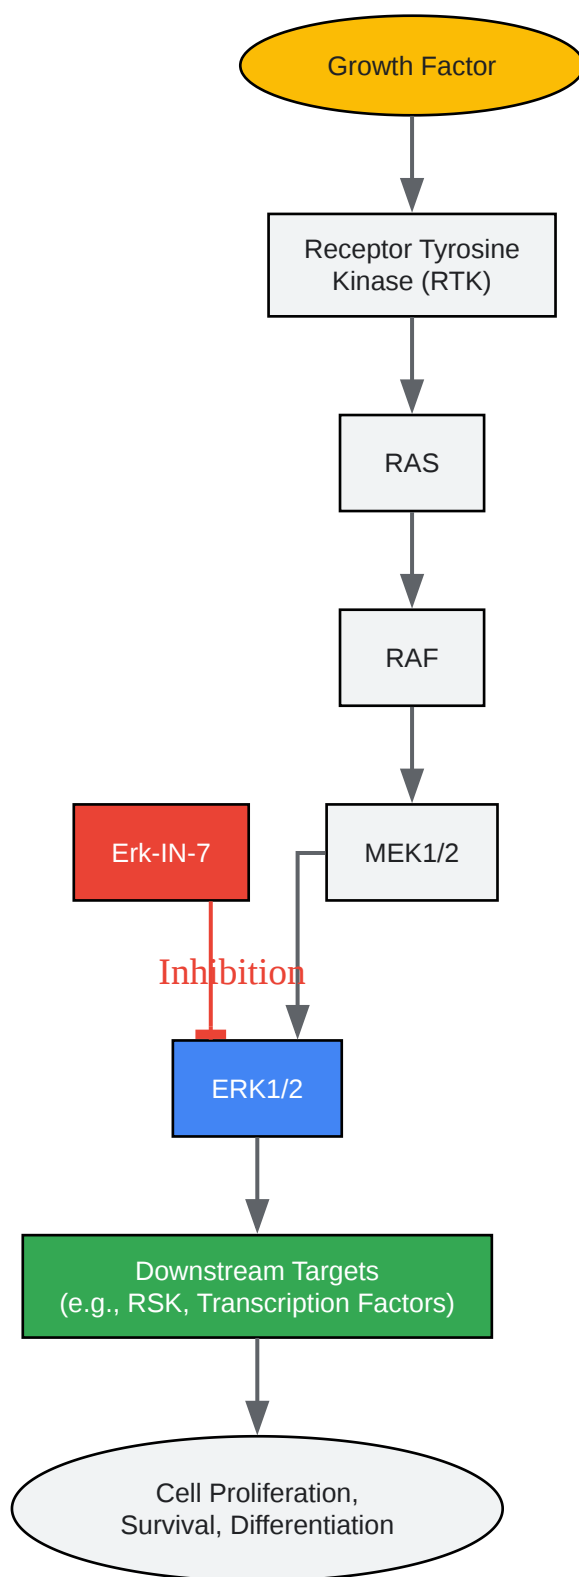 Growth Factor
Receptor Tyrosine
Kinase (RTK)
RAS
RAF
Erk-IN-7
MEK1/2
Inhibition
ERK1/2
Downstream Targets
(e.g., RSK, Transcription Factors)
Cell Proliferation,
Survival, Differentiation